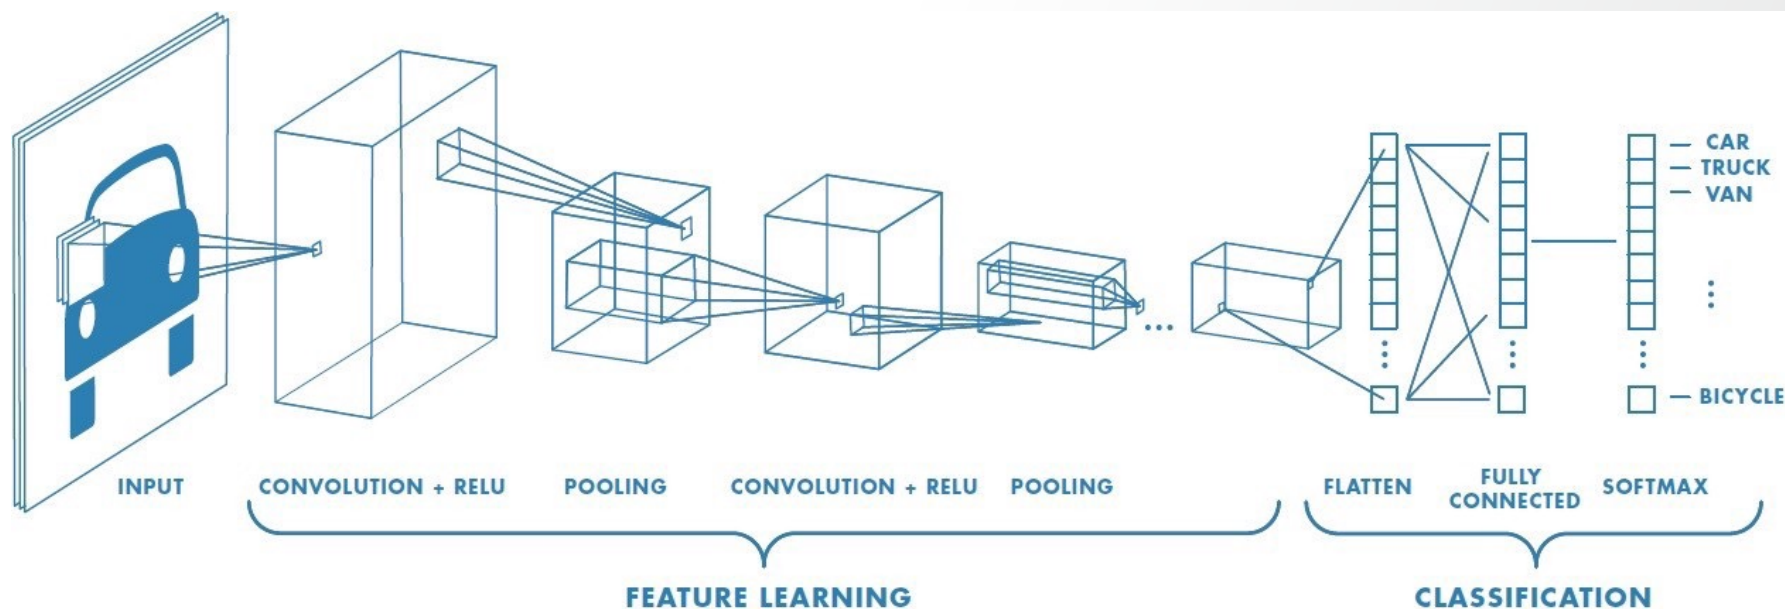 CAR
TRUCK
VAN
BICYCLE
INPUT
CONVOLUTION + RELU
POOLING
CONVOLUTION + RELU
POOLING
FLATTEN
FULLY
CONNECTED
SOFTMAX
FEATURE LEARNING
CLASSIFICATION